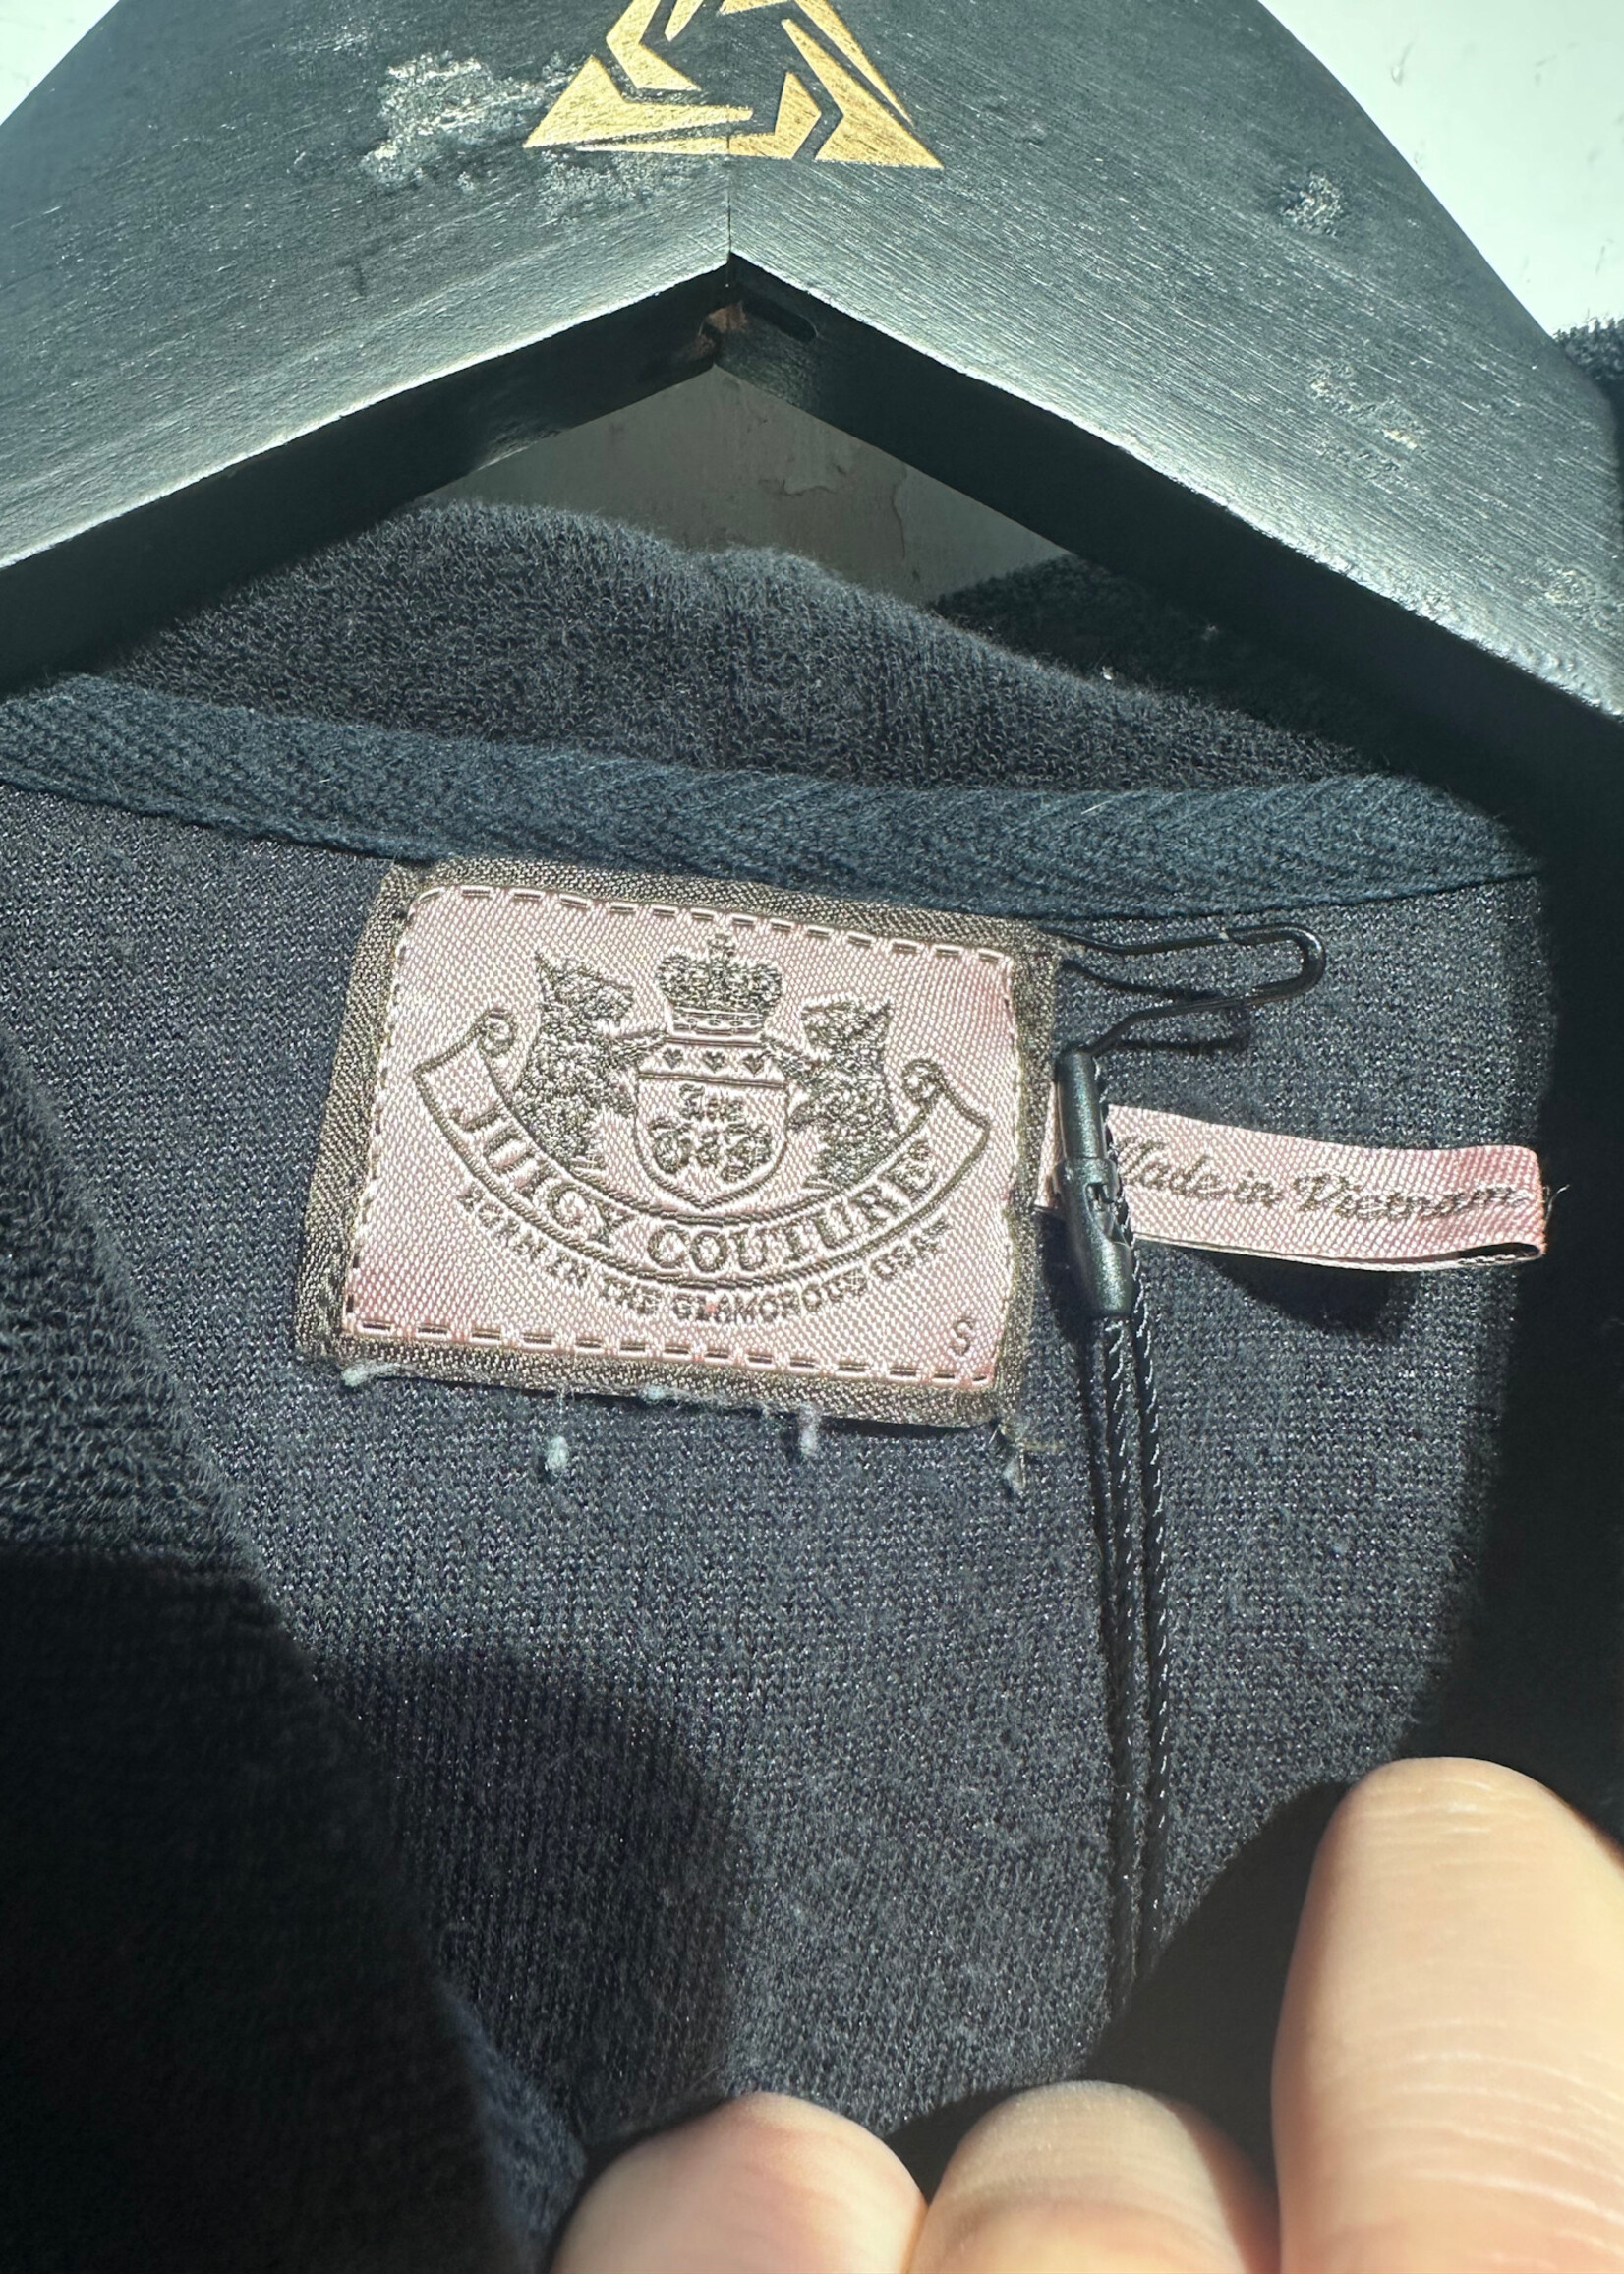 JUICY COUTURE
BORN IN THE GLAMOROUS USA
S
Made in Vietnam